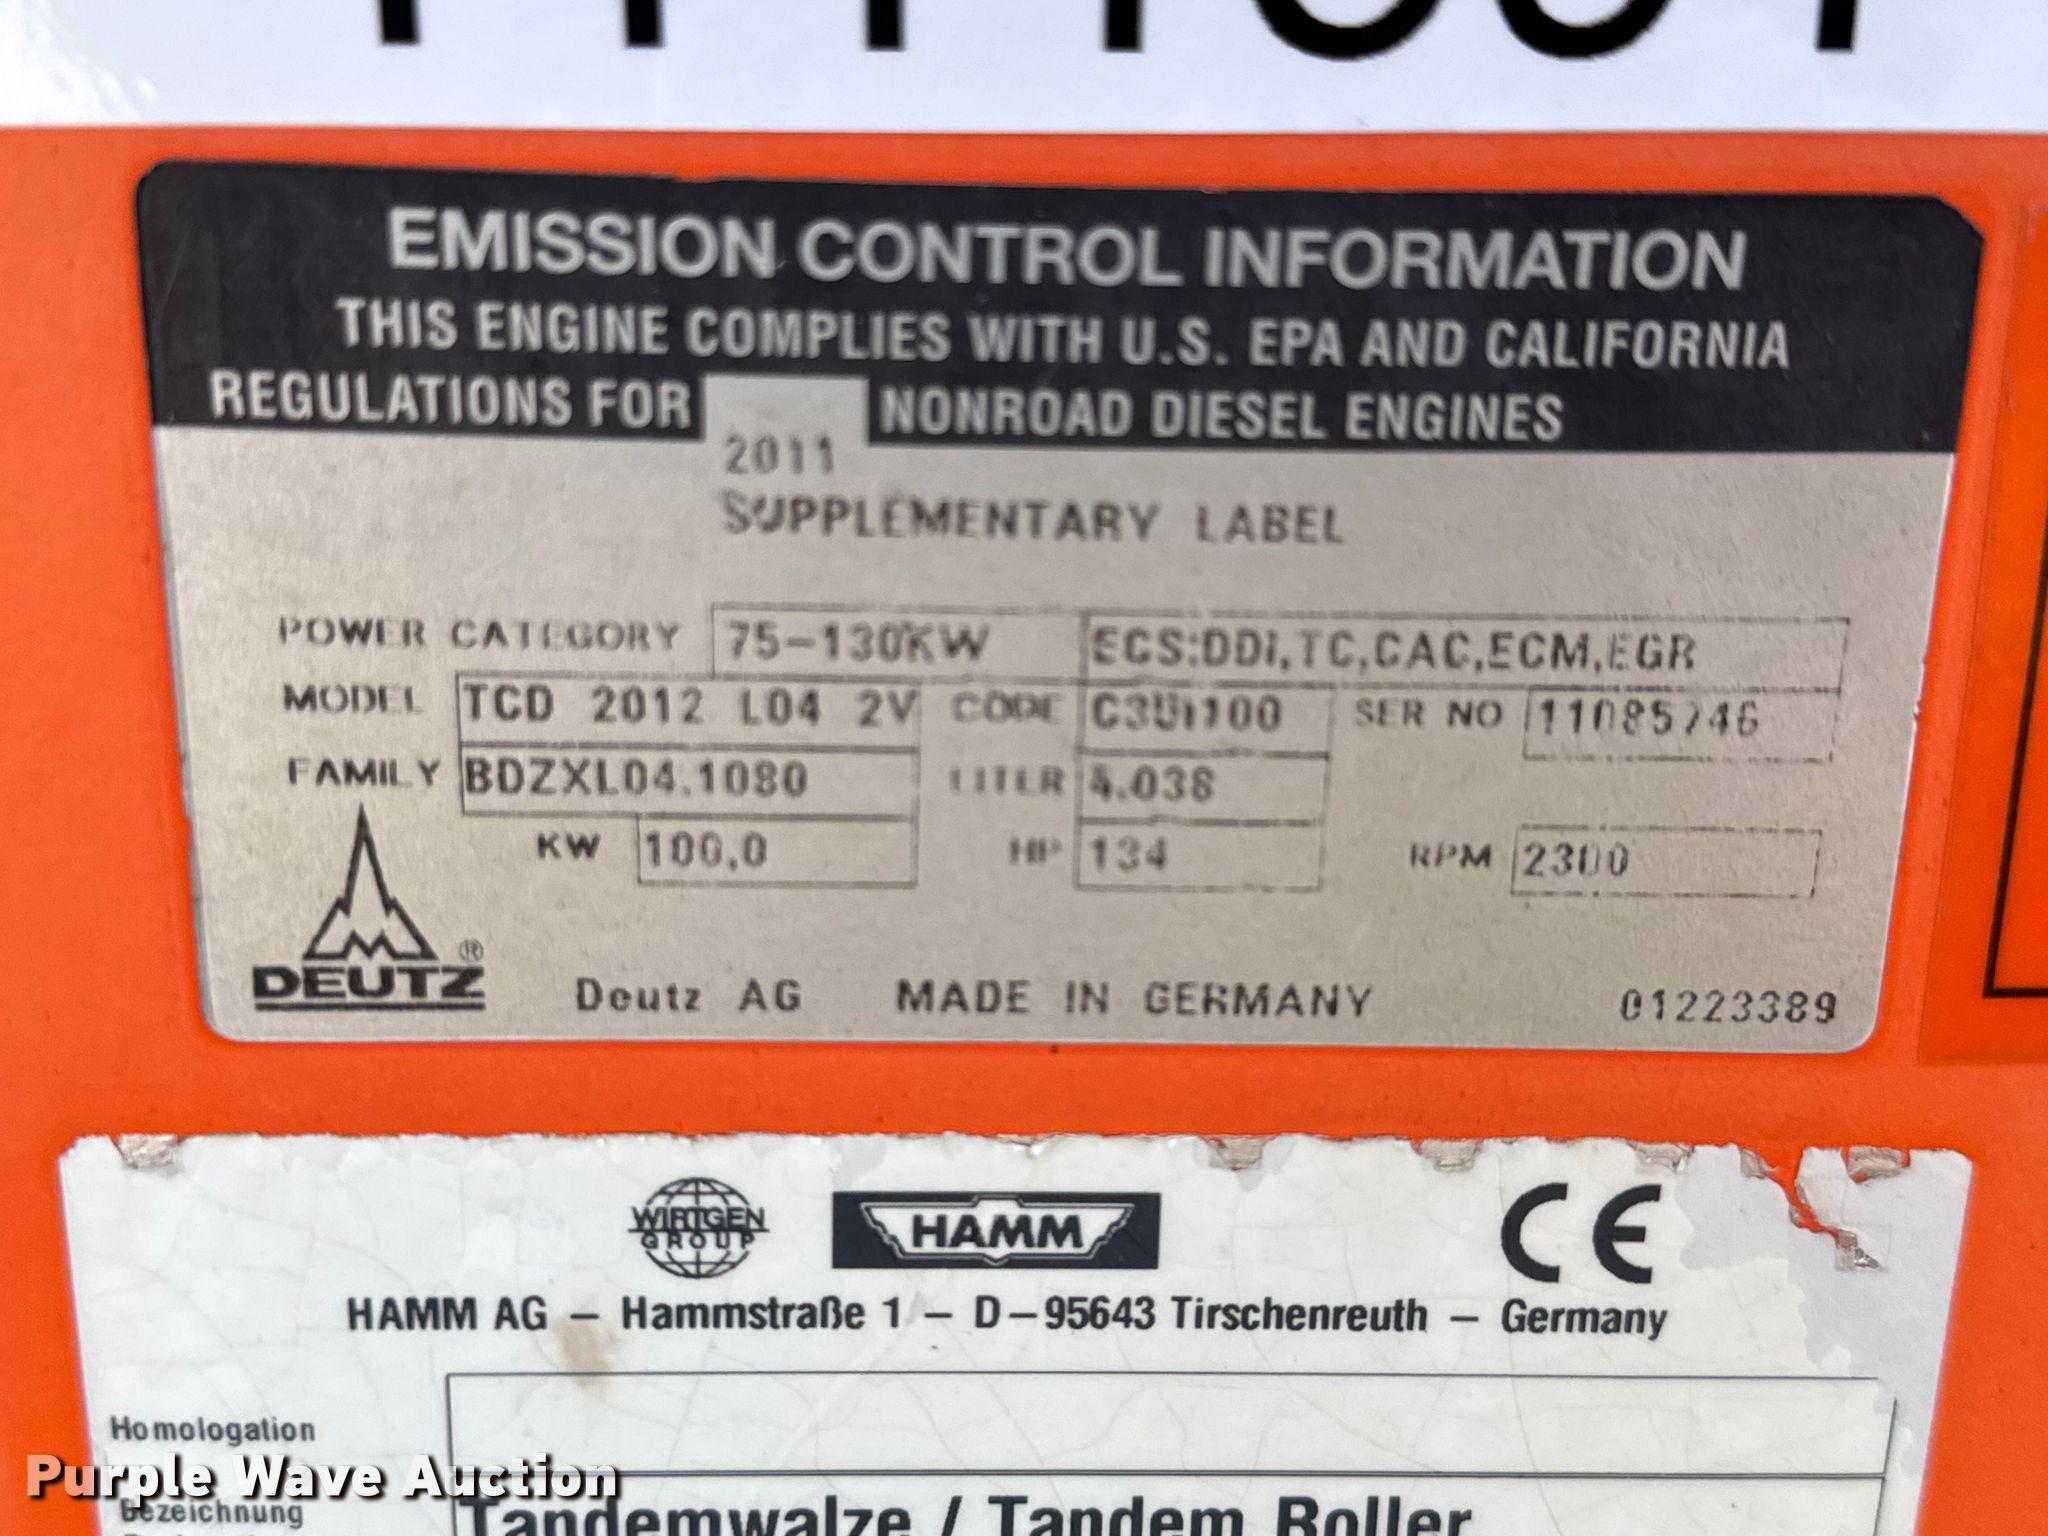 EMISSION CONTROL INFORMATION
THIS ENGINE COMPLIES WITH U.S. EPA AND CALIFORNIA
REGULATIONS FOR NONROAD DIESEL ENGINES
2011
SUPPLEMENTARY LABEL
POWER CATEGORY 75-130KW ECS:DDI,TC,CAC,ECM,EGR
MODEL TCD 2012 L04 2V CODE C3UI100 SER NO 11085746
FAMILY BDZXL04.1080 LITER 4.038
KW 100,0 HP 134 RPM 2300
DEUTZ ® Deutz AG MADE IN GERMANY 01223389
WIRTGEN GROUP HAMM CE
HAMM AG – Hammstraße 1 – D–95643 Tirschenreuth – Germany
Homologation
Purple Wave Auction
Bezeichnung Tandemwalze / Tandem Roller